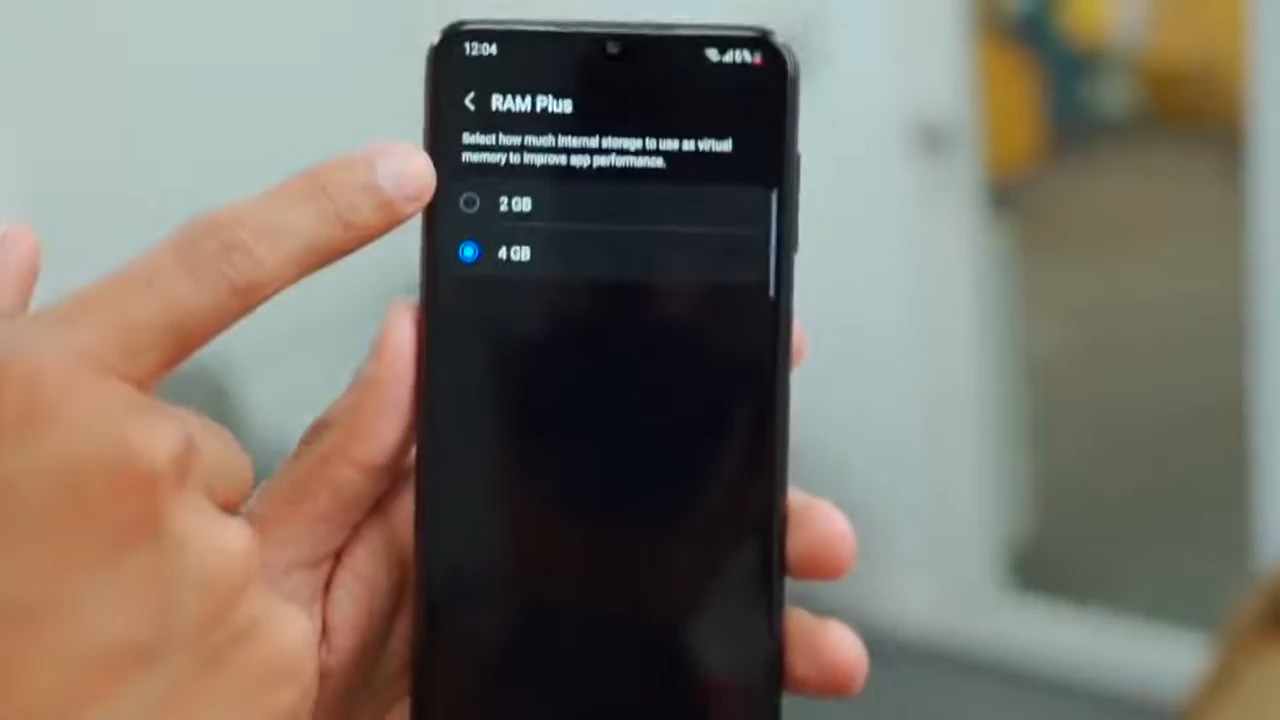 12:04
6%
RAM Plus
Select how much internal storage to use as virtual
memory to improve app performance.
2 GB
4 GB